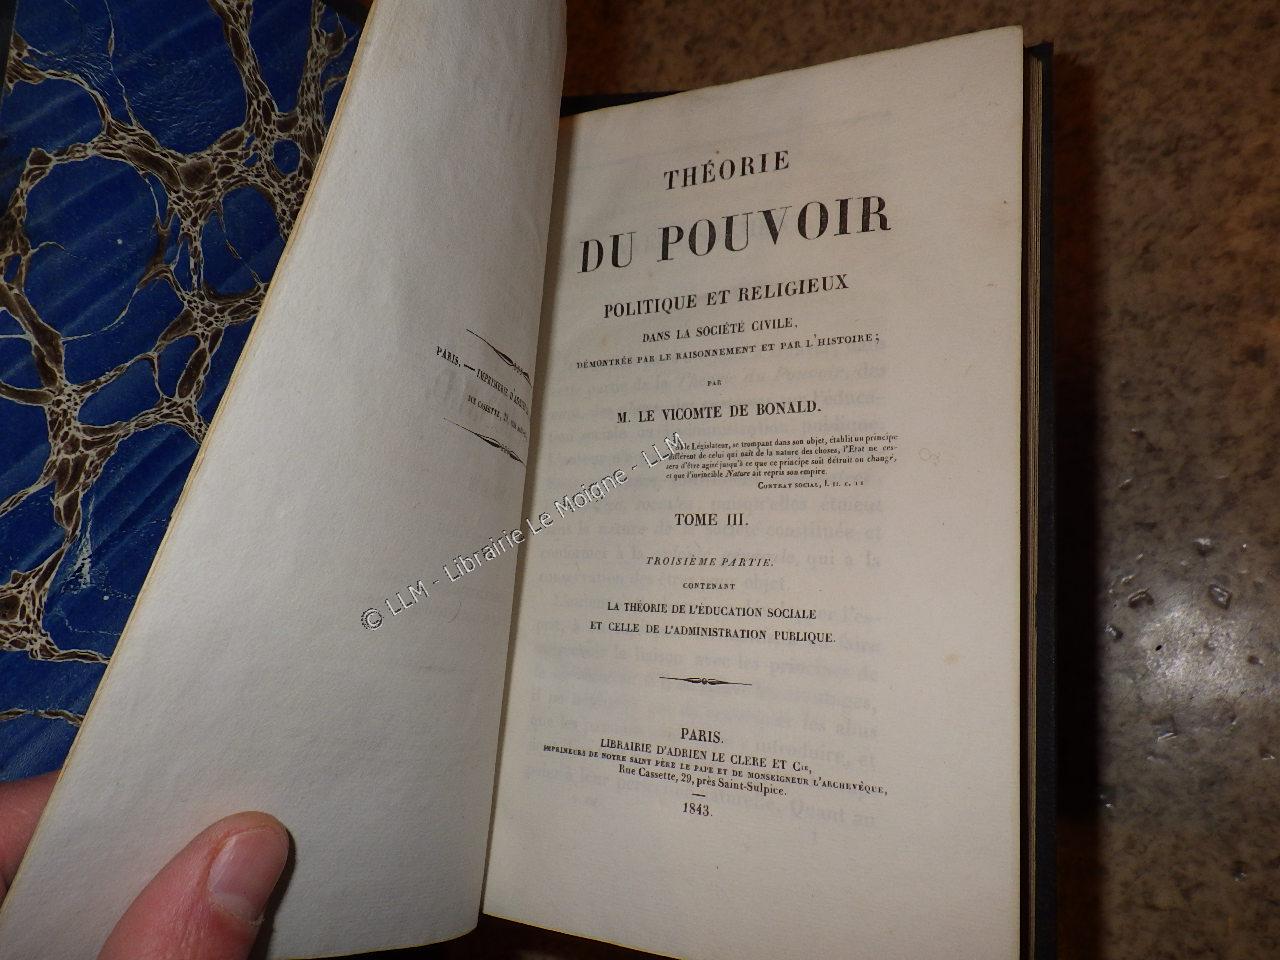 PARIS. — IMPRIMERIE
RUE CASSETTE, 29,
THÉORIE
DU POUVOIR
POLITIQUE ET RELIGIEUX
DANS LA SOCIÉTÉ CIVILE,
DÉMONTRÉE PAR LE RAISONNEMENT ET PAR L'HISTOIRE;
PAR
M. LE VICOMTE DE BONALD.
le Législateur, se trompant dans son objet, établit un principe
différent de celui qui naît de la nature des choses, l'État ne ces-
sera d'être agité jusqu'à ce que ce principe soit détruit ou changé,
et que l'invincible Nature ait repris son empire.
CONTRAT SOCIAL, l. II. c. 11
TOME III.
TROISIÈME PARTIE.
CONTENANT
LA THÉORIE DE L'ÉDUCATION SOCIALE
ET CELLE DE L'ADMINISTRATION PUBLIQUE.
PARIS.
LIBRAIRIE D'ADRIEN LE CLERE ET Cie,
IMPRIMEURS DE NOTRE SAINT PÈRE LE PAPE ET DE MONSEIGNEUR L'ARCHEVÊQUE,
Rue Cassette, 29, près Saint-Sulpice.
1843.
© LLM - Librairie Le Moigne - LLM